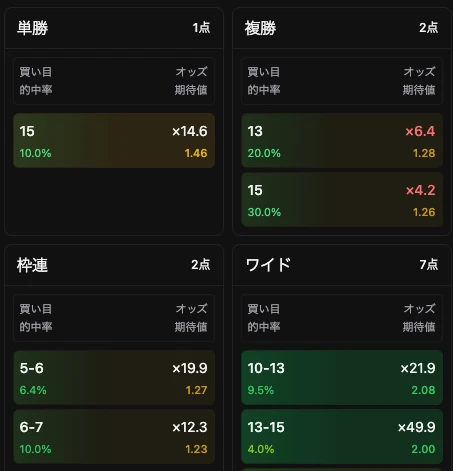 単勝 1点
買い目 オッズ
的中率 期待値
15 ×14.6
10.0% 1.46
複勝 2点
買い目 オッズ
的中率 期待値
13 ×6.4
20.0% 1.28
15 ×4.2
30.0% 1.26
枠連 2点
買い目 オッズ
的中率 期待値
5-6 ×19.9
6.4% 1.27
6-7 ×12.3
10.0% 1.23
ワイド 7点
買い目 オッズ
的中率 期待値
10-13 ×21.9
9.5% 2.08
13-15 ×49.9
4.0% 2.00